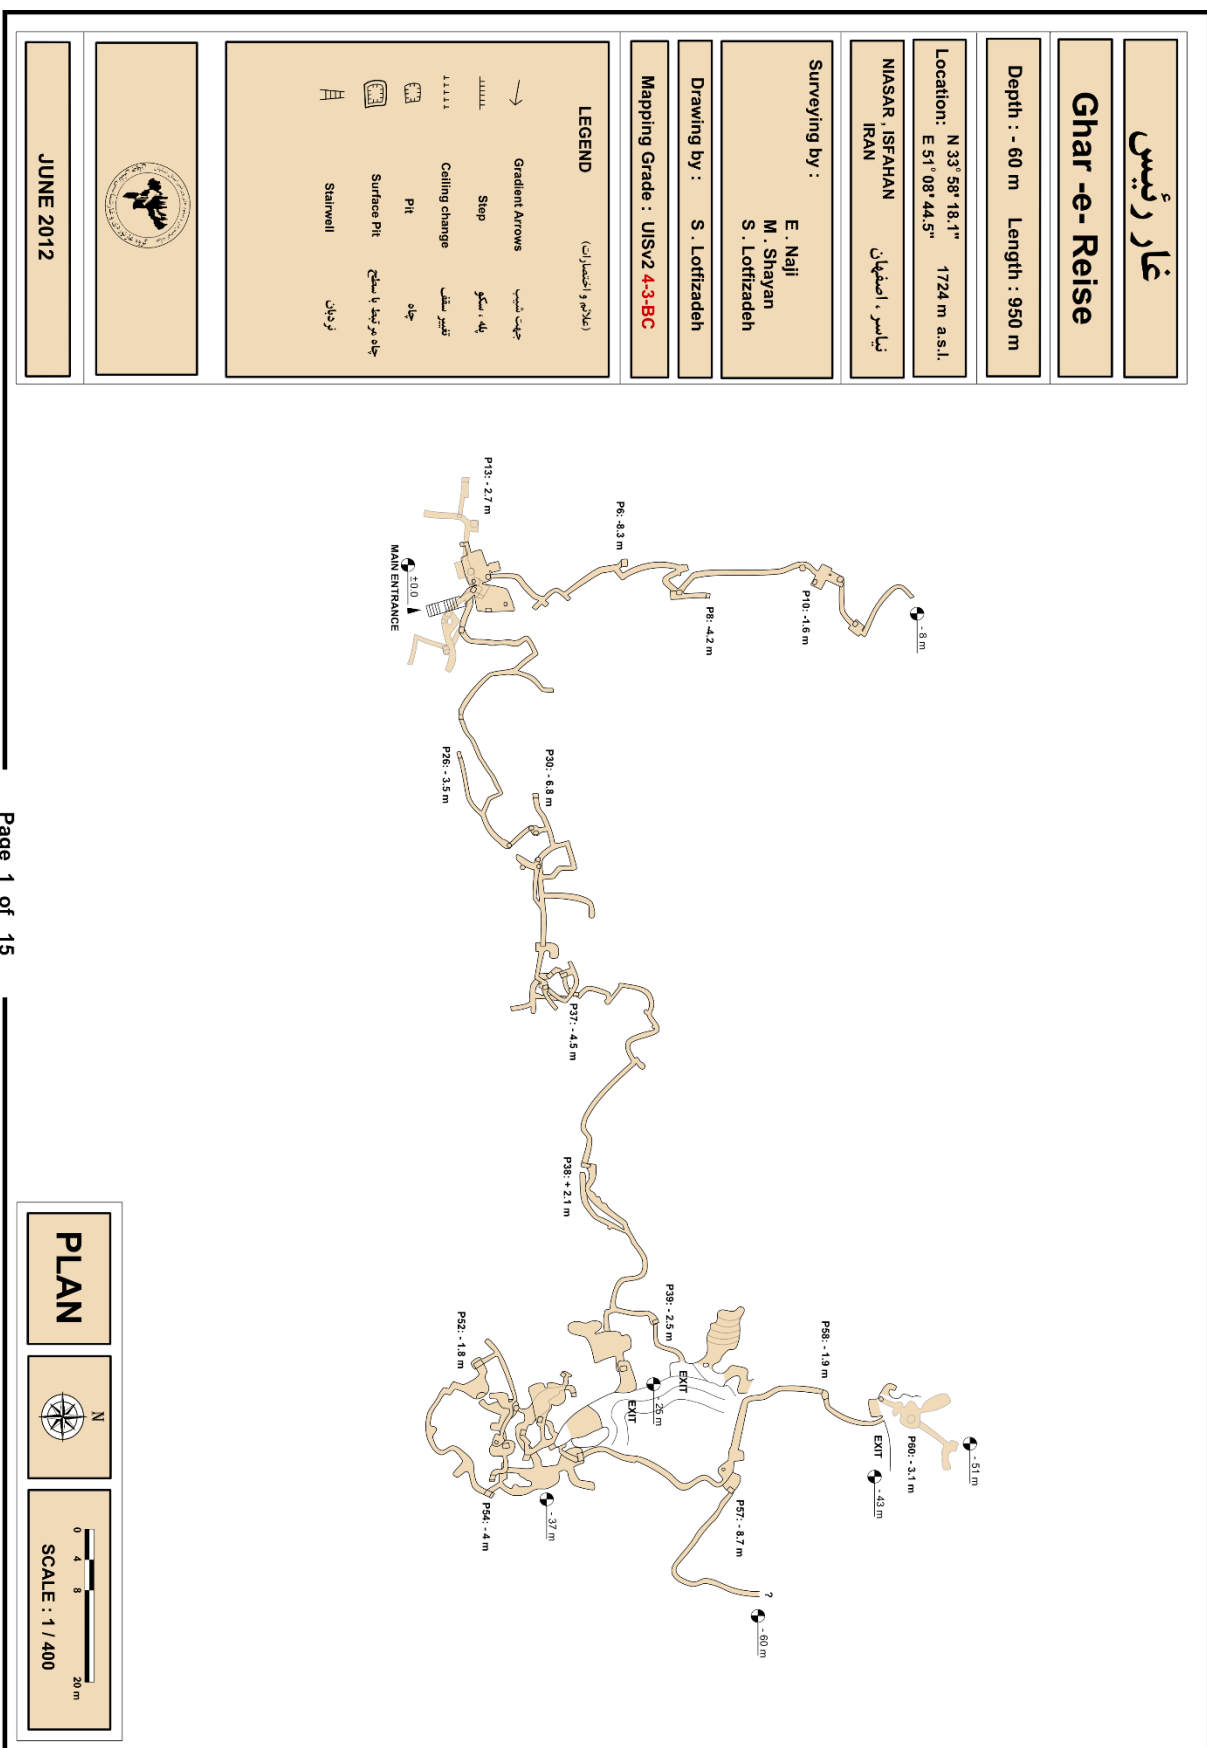 غار رئیس
Ghar -e- Reise
Depth : - 60 m Length : 950 m
Location: N 33° 58' 18.1" 1724 m a.s.l.
E 51° 08' 44.5"
NIASAR , ISFAHAN
IRAN
نیاسر ، اصفهان
Surveying by :
E . Naji
M . Shayan
S . Lotfizadeh
Drawing by : S . Lotfizadeh
Mapping Grade : UISv2 4-3-BC
LEGEND (علائم و اختصارات)
Gradient Arrows جهت شیب
Step پله ، سکو
Ceiling change تغییر سقف
Pit چاه
Surface Pit چاه مرتبط با سطح
Stairwell نردبان
JUNE 2012
P13: - 2.7 m
MAIN ENTRANCE
±0.0
P6: -8.3 m
P8: -4.2 m
P10: -1.6 m
- 8 m
P26: - 3.5 m
P30: - 6.8 m
P37: - 4.5 m
P38: + 2.1 m
P39: - 2.5 m
EXIT
- 25 m
EXIT
P52: - 1.8 m
P54: - 4 m
- 37 m
P58: - 1.9 m
EXIT
P60: - 3.1 m
- 51 m
- 43 m
P57: - 8.7 m
?
- 60 m
PLAN
N
0 4 8 20 m
SCALE : 1 / 400
Page 1 of 15